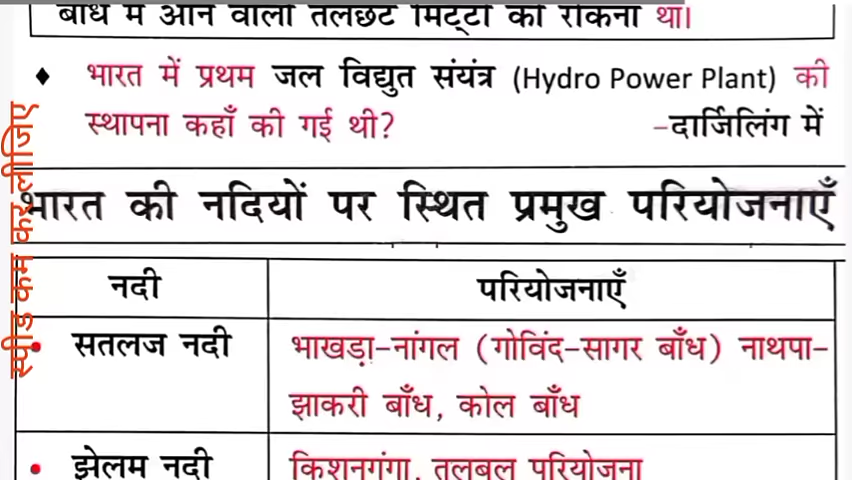 बाँध में आने वाली तलछट मिट्टी को रोकना था।
♦ भारत में प्रथम जल विद्युत संयंत्र (Hydro Power Plant) की
स्थापना कहाँ की गई थी? –दार्जिलिंग में
स्पीड कम कर लीजिए
भारत की नदियों पर स्थित प्रमुख परियोजनाएँ
नदी परियोजनाएँ
• सतलज नदी भाखड़ा–नांगल (गोविंद–सागर बाँध) नाथपा–
झाकरी बाँध, कोल बाँध
• झेलम नदी किशनगंगा, तुलबुल परियोजना